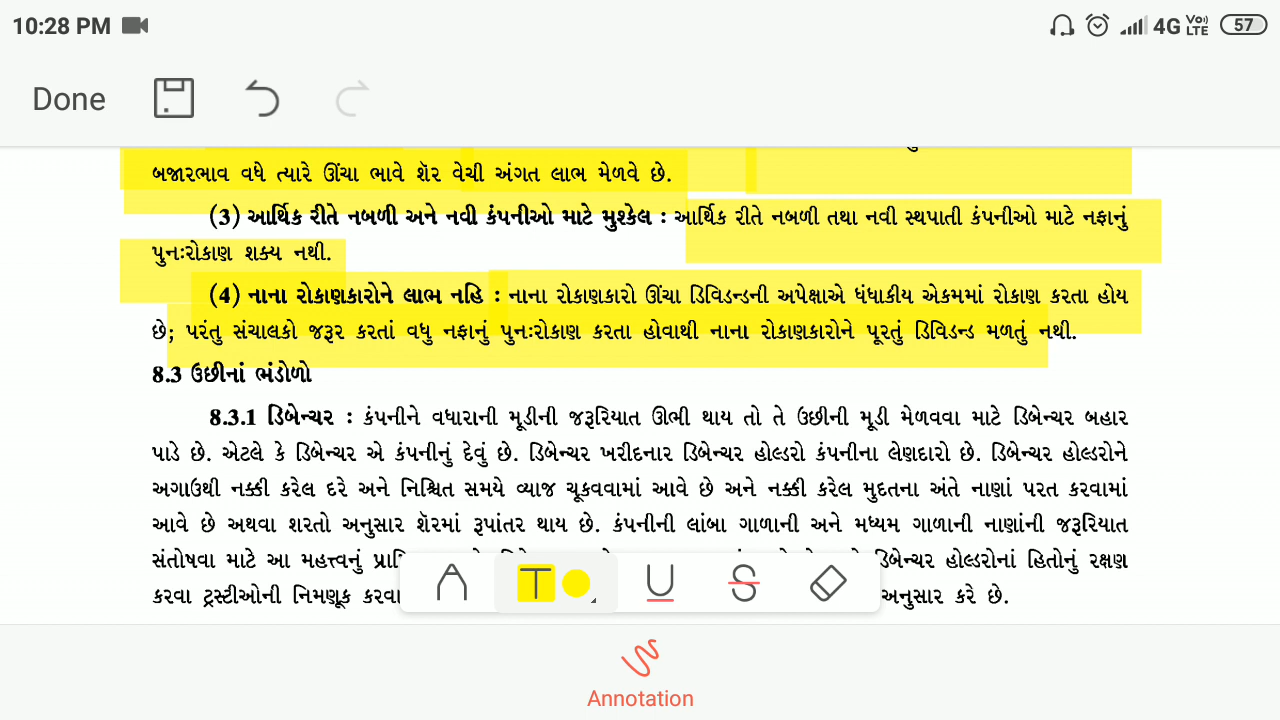 10:28 PM
4G Vo)) LTE 57
Done
બજારભાવ વધે ત્યારે ઊંચા ભાવે શૅર વેચી અંગત લાભ મેળવે છે.
(3) આર્થિક રીતે નબળી અને નવી કંપનીઓ માટે મુશ્કેલ : આર્થિક રીતે નબળી તથા નવી સ્થપાતી કંપનીઓ માટે નફાનું
પુનઃરોકાણ શક્ય નથી.
(4) નાના રોકાણકારોને લાભ નહિ : નાના રોકાણકારો ઊંચા ડિવિડન્ડની અપેક્ષાએ ધંધાકીય એકમમાં રોકાણ કરતા હોય
છે; પરંતુ સંચાલકો જરૂર કરતાં વધુ નફાનું પુનઃરોકાણ કરતા હોવાથી નાના રોકાણકારોને પૂરતું ડિવિડન્ડ મળતું નથી.
8.3 ઉછીનાં ભંડોળો
8.3.1 ડિબેન્ચર : કંપનીને વધારાની મૂડીની જરૂરિયાત ઊભી થાય તો તે ઉછીની મૂડી મેળવવા માટે ડિબેન્ચર બહાર
પાડે છે. એટલે કે ડિબેન્ચર એ કંપનીનું દેવું છે. ડિબેન્ચર ખરીદનાર ડિબેન્ચર હોલ્ડરો કંપનીના લેણદારો છે. ડિબેન્ચર હોલ્ડરોને
અગાઉથી નક્કી કરેલ દરે અને નિશ્ચિત સમયે વ્યાજ ચૂકવવામાં આવે છે અને નક્કી કરેલ મુદતના અંતે નાણાં પરત કરવામાં
આવે છે અથવા શરતો અનુસાર શૅરમાં રૂપાંતર થાય છે. કંપનીની લાંબા ગાળાની અને મધ્યમ ગાળાની નાણાંની જરૂરિયાત
સંતોષવા માટે આ મહત્ત્વનું ડિબેન્ચર હોલ્ડરોનાં હિતોનું રક્ષણ
કરવા ટ્રસ્ટીઓની નિમણૂક કરવા અનુસાર કરે છે.
T U S
Annotation